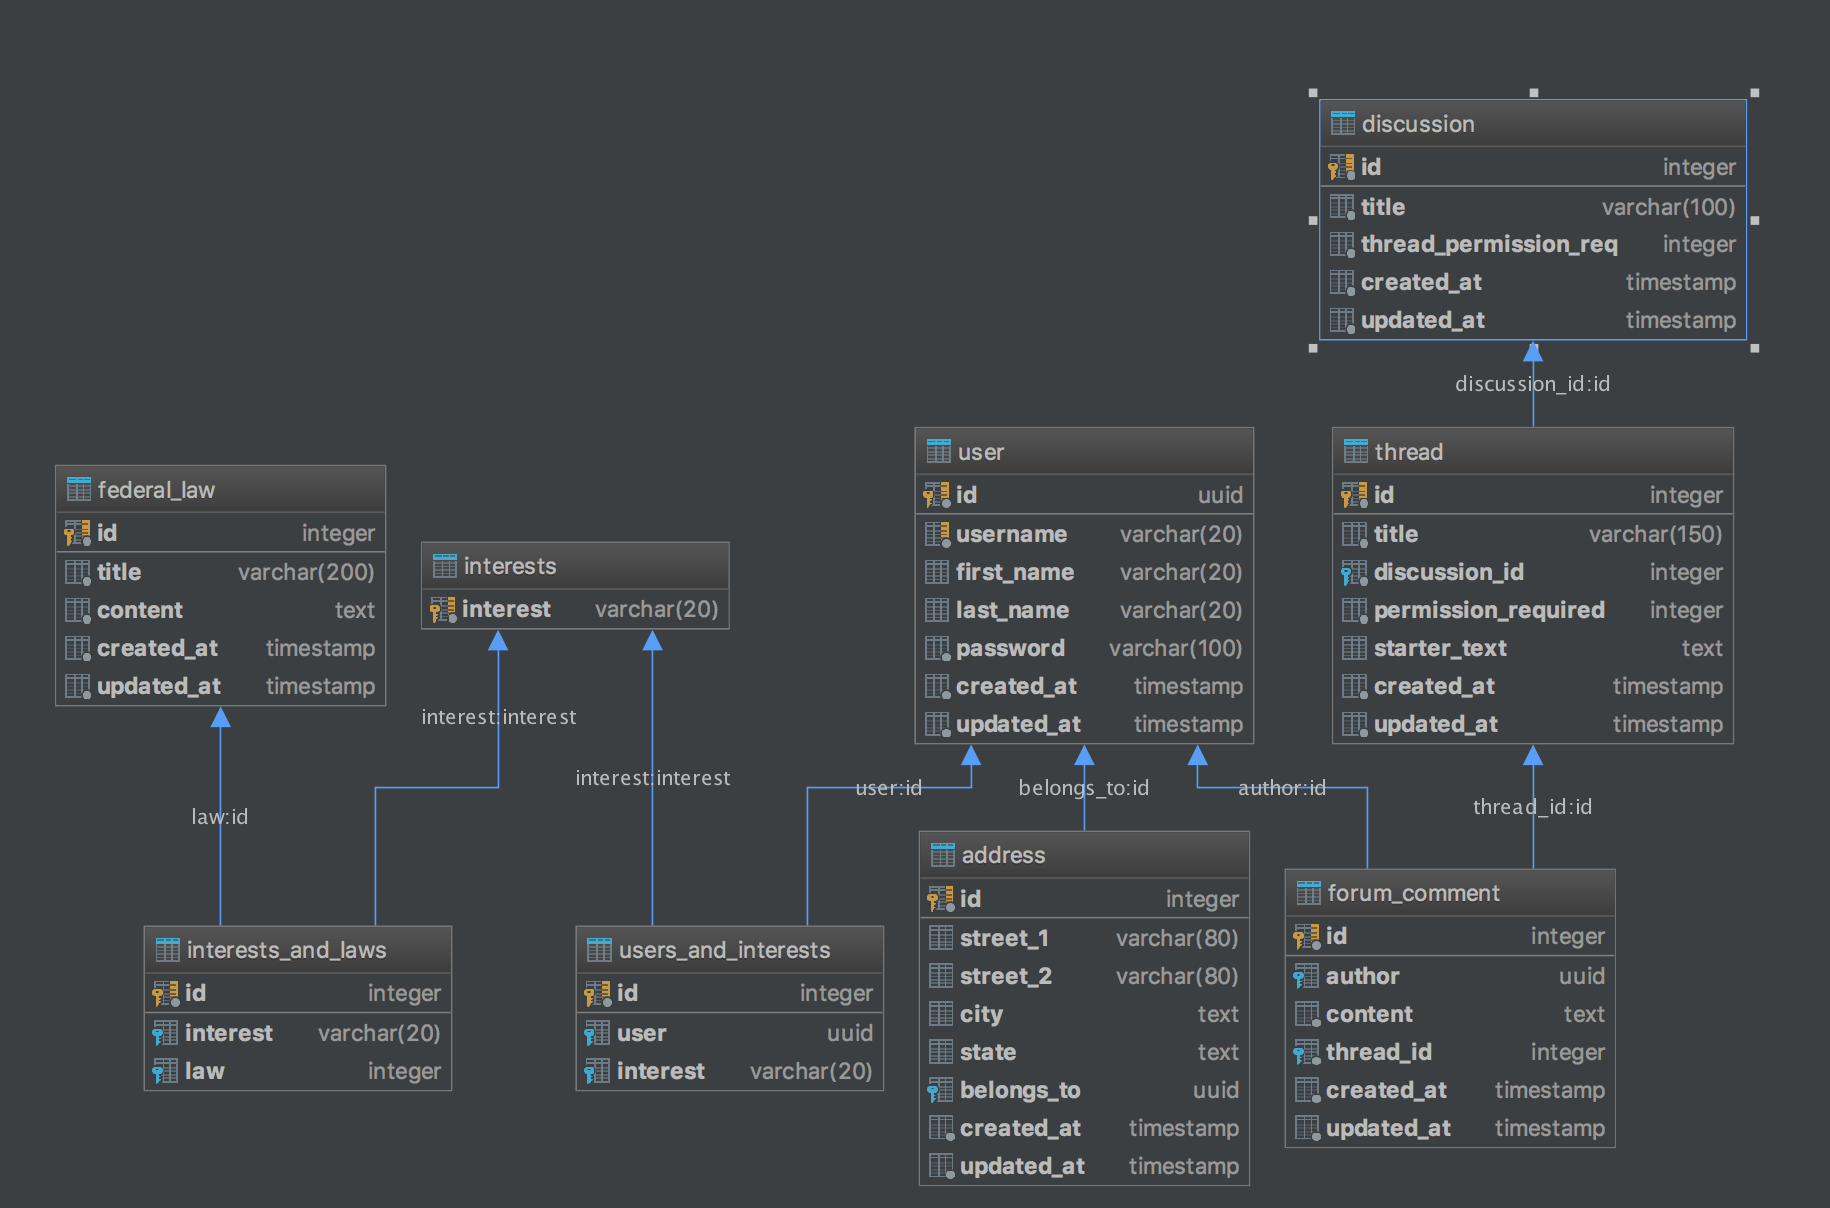 discussion
id integer
title varchar(100)
thread_permission_req integer
created_at timestamp
updated_at timestamp
discussion_id:id
user
id uuid
username varchar(20)
first_name varchar(20)
last_name varchar(20)
password varchar(100)
created_at timestamp
updated_at timestamp
thread
id integer
title varchar(150)
discussion_id integer
permission_required integer
starter_text text
created_at timestamp
updated_at timestamp
federal_law
id integer
title varchar(200)
content text
created_at timestamp
updated_at timestamp
interests
interest varchar(20)
interest:interest
interest:interest
law:id
user:id
belongs_to:id
author:id
thread_id:id
interests_and_laws
id integer
interest varchar(20)
law integer
users_and_interests
id integer
user uuid
interest varchar(20)
address
id integer
street_1 varchar(80)
street_2 varchar(80)
city text
state text
belongs_to uuid
created_at timestamp
updated_at timestamp
forum_comment
id integer
author uuid
content text
thread_id integer
created_at timestamp
updated_at timestamp